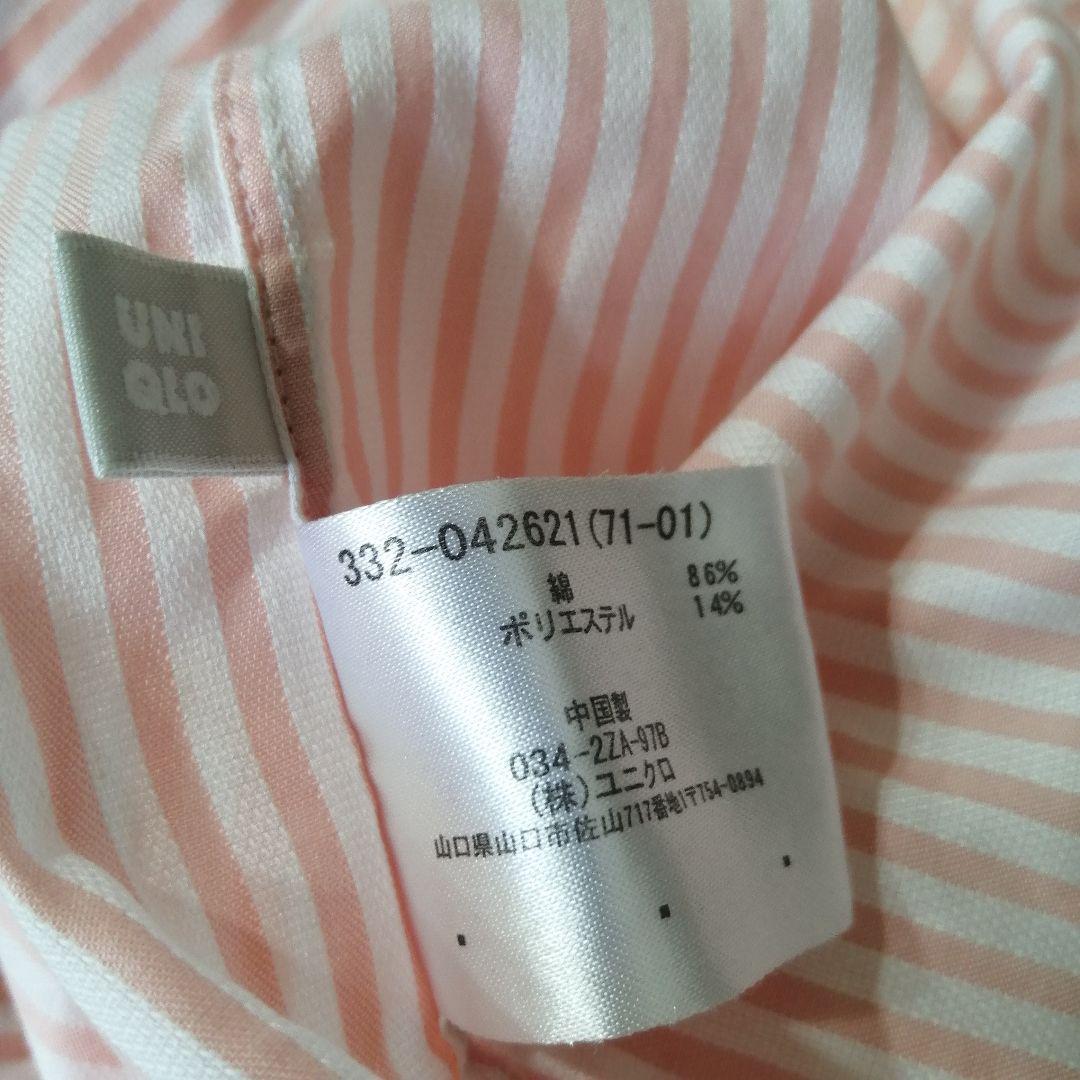 UNI
QLO
332-042621(71-01)
綿 86%
ポリエステル 14%
中国製
034-2ZA-97B
(株)ユニクロ
山口県山口市佐山717番地1〒754-0894